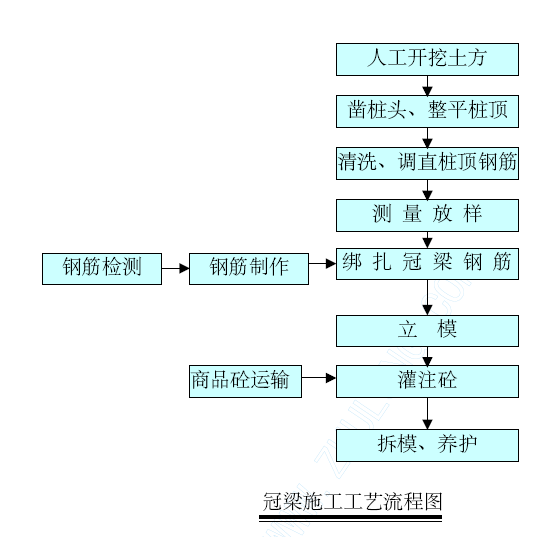 人工开挖土方
凿桩头、整平桩顶
清洗、调直桩顶钢筋
测 量 放 样
钢筋检测 钢筋制作 绑 扎 冠 梁 钢 筋
立 模
商品砼运输 灌注砼
拆模、养护
冠梁施工工艺流程图